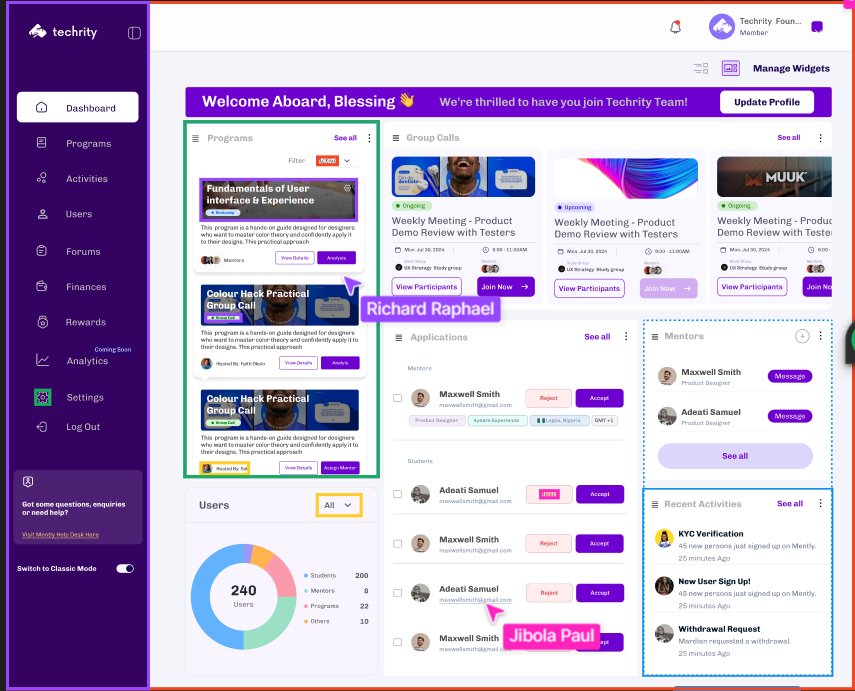 techrity
Dashboard
Programs
Activities
Users
Forums
Finances
Rewards
Coming Soon
Analytics
Settings
Log Out
Got some questions, enquiries
or need help?
Visit Mently Help Desk Here
Switch to Classic Mode
Techrity Foun...
Member
Manage Widgets
Welcome Aboard, Blessing 👋
We're thrilled to have you join Techrity Team!
Update Profile
Programs
See all
Filter
Active
Fundamentals of User
interface & Experience
Bootcamp
This program is a hands-on guide designed for designers
who want to master color theory and confidently apply it
to their designs. This practical approach
Mentors
View Details
Analysis
Colour Hack Practical
Group Call
Group Call
This program is a hands-on guide designed for designers
who want to master color theory and confidently apply it
to their designs. This practical approach
Hosted By: Faith Okolo
View Details
Analysis
Colour Hack Practical
Group Call
Group Call
This program is a hands-on guide designed for designers
who want to master color theory and confidently apply it
to their designs. This practical approach
Hosted By: Sel
View Details
Assign Mentor
Richard Raphael
Group Calls
See all
Ongoing
Weekly Meeting - Product
Demo Review with Testers
Mon, Jul 30, 2024
9:00 - 11:00AM
Study Group
UX Strategy Study group
Mentors
View Participants
Join Now
Upcoming
Weekly Meeting - Product
Demo Review with Testers
Mon, Jul 30, 2024
9:00 - 11:00AM
Study Group
UX Strategy Study group
Mentors
View Participants
Join Now
MUUK
Ongoing
Weekly Meeting - Product
Demo Review with Testers
Mon, Jul 30, 2024
9:00 -
Study Group
UX Strategy Study group
Mentors
View Participants
Join Now
Applications
See all
Mentors
Maxwell Smith
maxwellsmith@gmail.com
Reject
Accept
Product Designer
4years Experience
Lagos, Nigeria
GMT +1
Students
Adeati Samuel
maxwellsmith@gmail.com
Accept
Maxwell Smith
maxwellsmith@gmail.com
Reject
Accept
Adeati Samuel
maxwellsmith@gmail.com
Reject
Accept
Maxwell Smith
maxwellsmith@gmail.com
Jibola Paul
Mentors
Maxwell Smith
Product Designer
Message
Adeati Samuel
Product Designer
Message
See all
Recent Activities
See all
KYC Verification
45 new persons just signed up on Mently.
25 minutes Ago
New User Sign Up!
45 new persons just signed up on Mently.
25 minutes Ago
Withdrawal Request
Mardian requested a withdrawal.
25 minutes Ago
Users
All
240
Users
Students 200
Mentors 8
Programs 22
Others 10